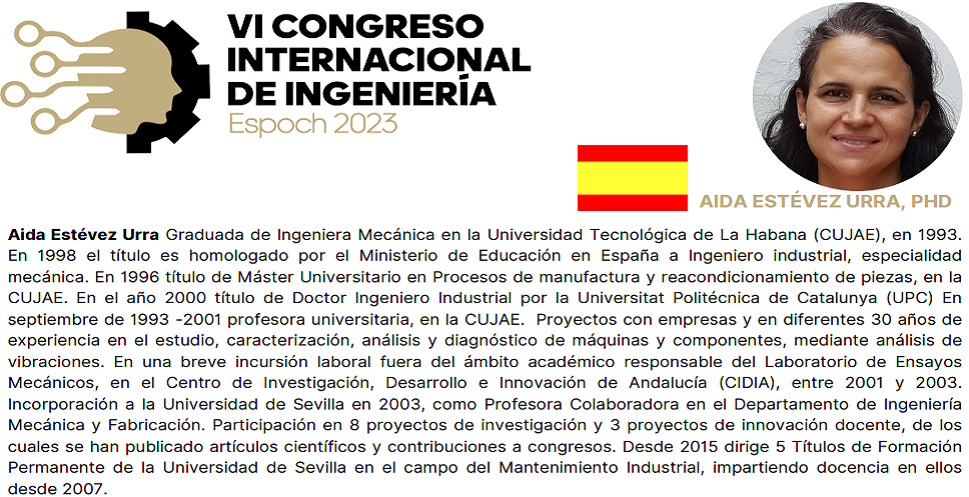 VI CONGRESO
INTERNACIONAL
DE INGENIERÍA
Espoch 2023
AIDA ESTÉVEZ URRA, PHD
Aida Estévez Urra Graduada de Ingeniera Mecánica en la Universidad Tecnológica de La Habana (CUJAE), en 1993.
En 1998 el título es homologado por el Ministerio de Educación en España a Ingeniero industrial, especialidad
mecánica. En 1996 título de Máster Universitario en Procesos de manufactura y reacondicionamiento de piezas, en la
CUJAE. En el año 2000 título de Doctor Ingeniero Industrial por la Universitat Politécnica de Catalunya (UPC) En
septiembre de 1993 -2001 profesora universitaria, en la CUJAE. Proyectos con empresas y en diferentes 30 años de
experiencia en el estudio, caracterización, análisis y diagnóstico de máquinas y componentes, mediante análisis de
vibraciones. En una breve incursión laboral fuera del ámbito académico responsable del Laboratorio de Ensayos
Mecánicos, en el Centro de Investigación, Desarrollo e Innovación de Andalucía (CIDIA), entre 2001 y 2003.
Incorporación a la Universidad de Sevilla en 2003, como Profesora Colaboradora en el Departamento de Ingeniería
Mecánica y Fabricación. Participación en 8 proyectos de investigación y 3 proyectos de innovación docente, de los
cuales se han publicado artículos científicos y contribuciones a congresos. Desde 2015 dirige 5 Títulos de Formación
Permanente de la Universidad de Sevilla en el campo del Mantenimiento Industrial, impartiendo docencia en ellos
desde 2007.